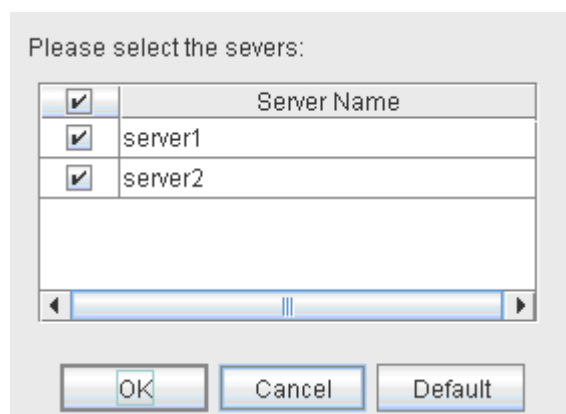 Please select the severs:
Server Name
server1
server2
OK Cancel Default